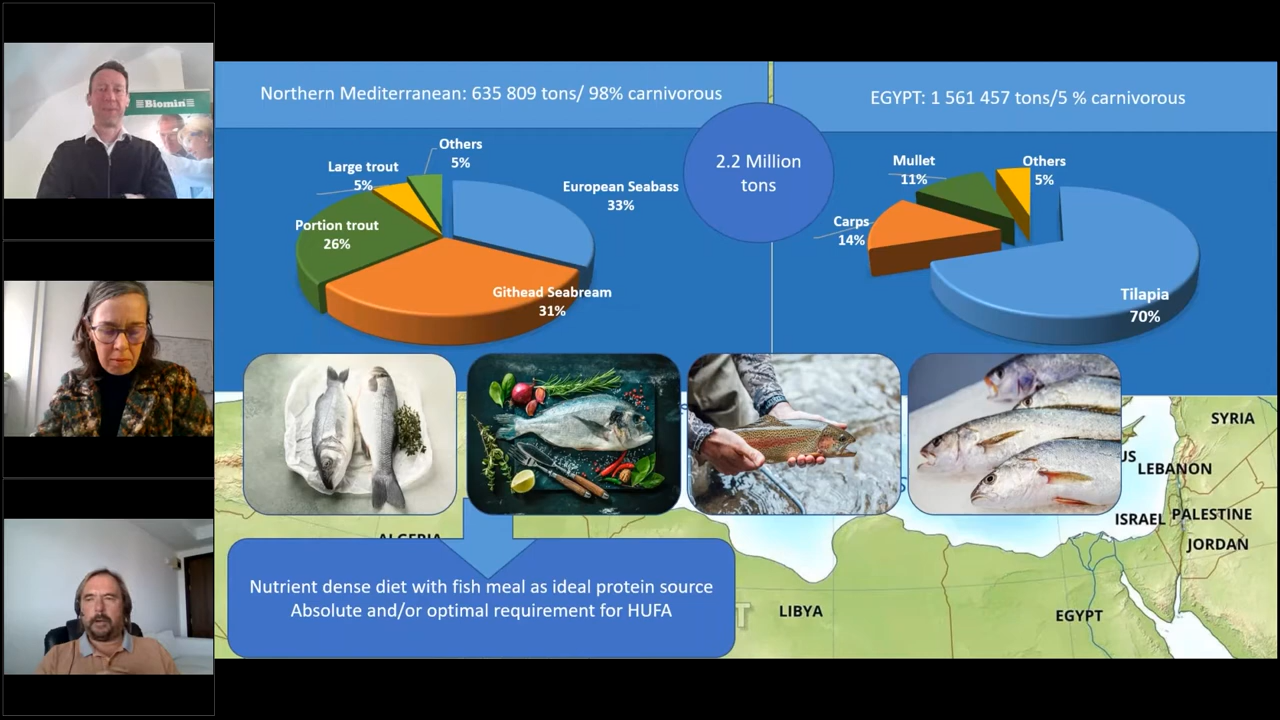 Biomin
Northern Mediterranean: 635 809 tons/ 98% carnivorous
EGYPT: 1 561 457 tons/5 % carnivorous
2.2 Million
tons
Others
5%
Large trout
5%
European Seabass
33%
Portion trout
26%
Githead Seabream
31%
Mullet
11%
Others
5%
Carps
14%
Tilapia
70%
SYRIA
US
LEBANON
ISRAEL
PALESTINE
JORDAN
ALGERIA
LIBYA
EGYPT
Nutrient dense diet with fish meal as ideal protein source
Absolute and/or optimal requirement for HUFA